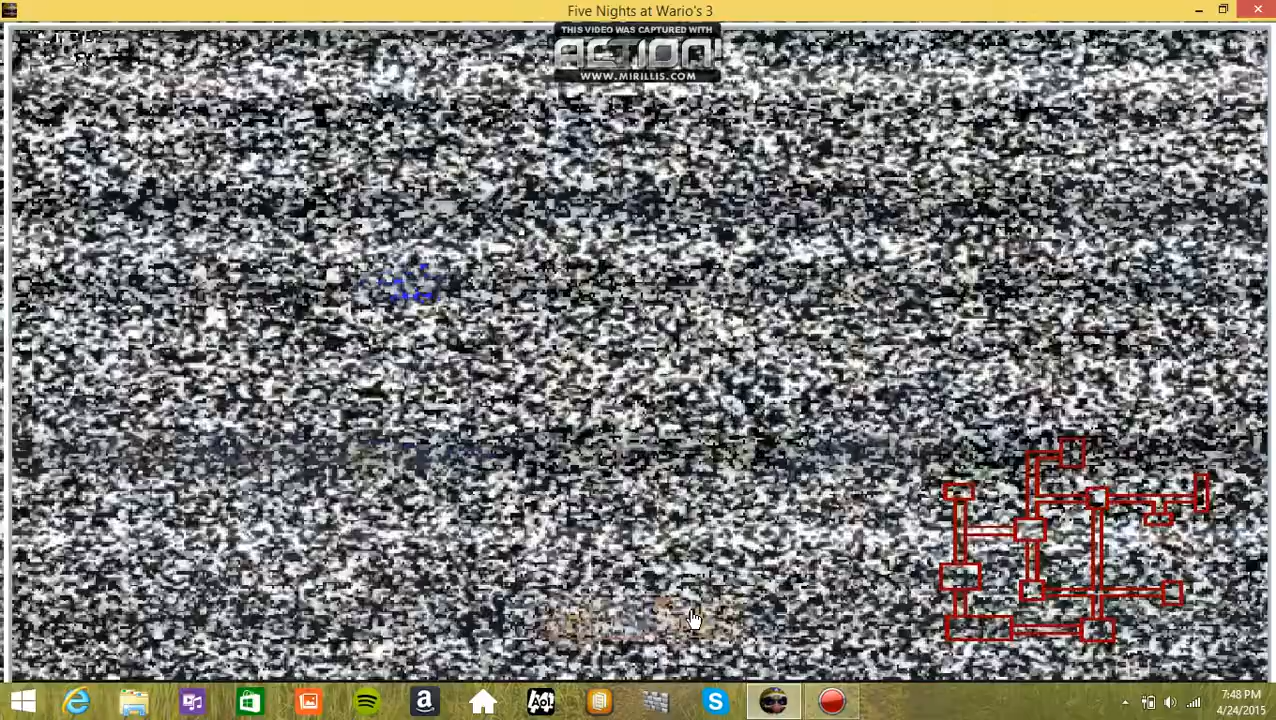 Five Nights at Wario's 3
THIS VIDEO WAS CAPTURED WITH
ACTION!
WWW.MIRILLIS.COM
7:48 PM
4/24/2015